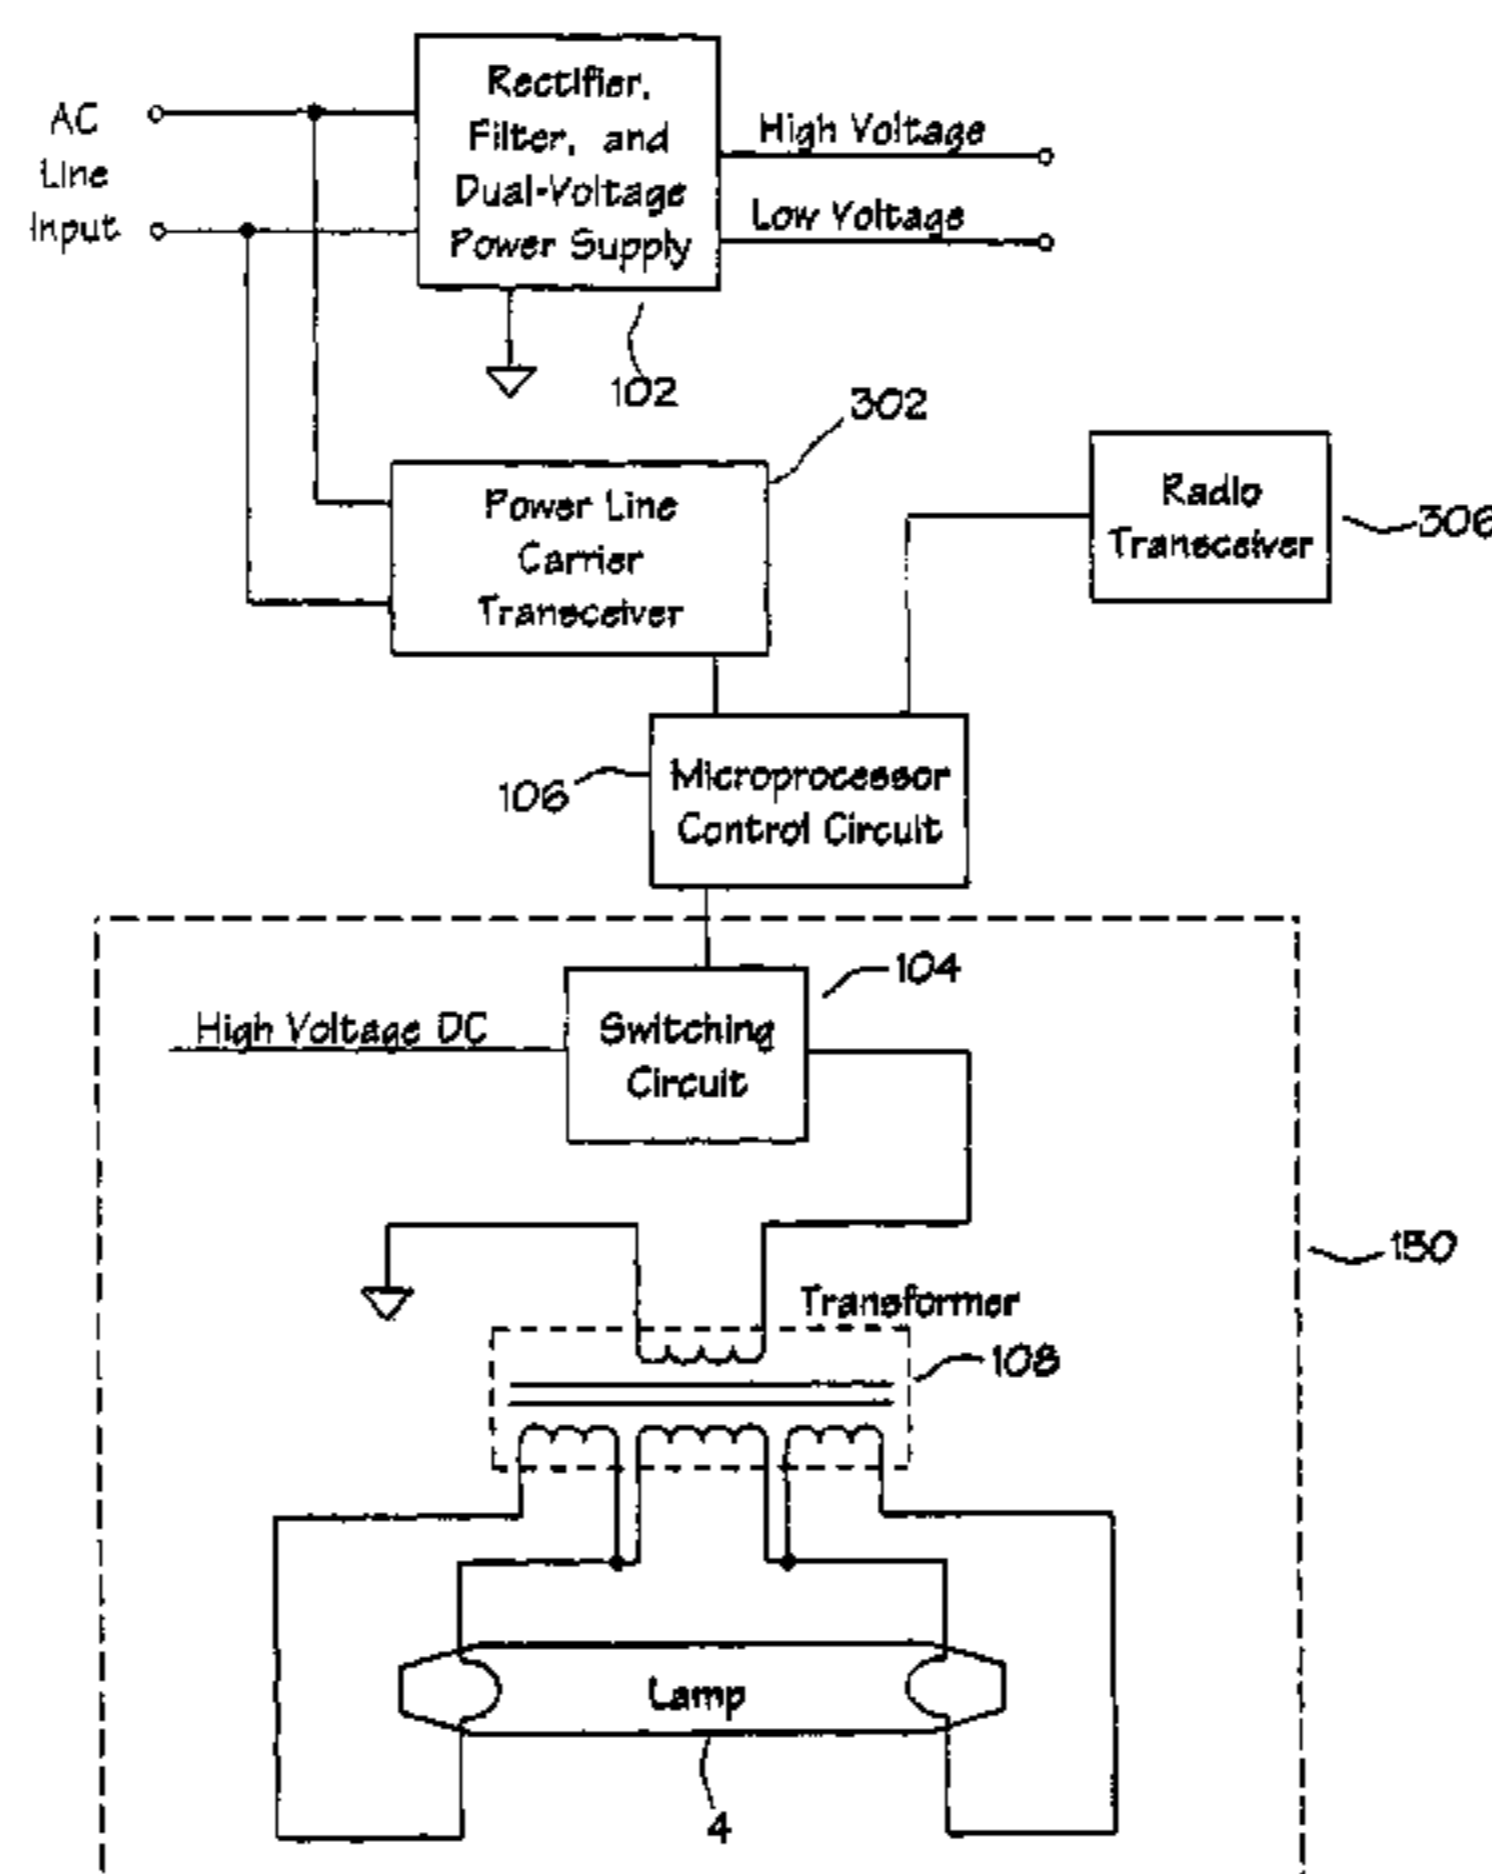 AC
Line
Input
Rectifier,
Filter, and
Dual-Voltage
Power Supply
High Voltage
Low Voltage
102
302
Power Line
Carrier
Transceiver
Radio
Transceiver
306
106
Microprocessor
Control Circuit
104
High Voltage DC
Switching
Circuit
150
Transformer
108
Lamp
4